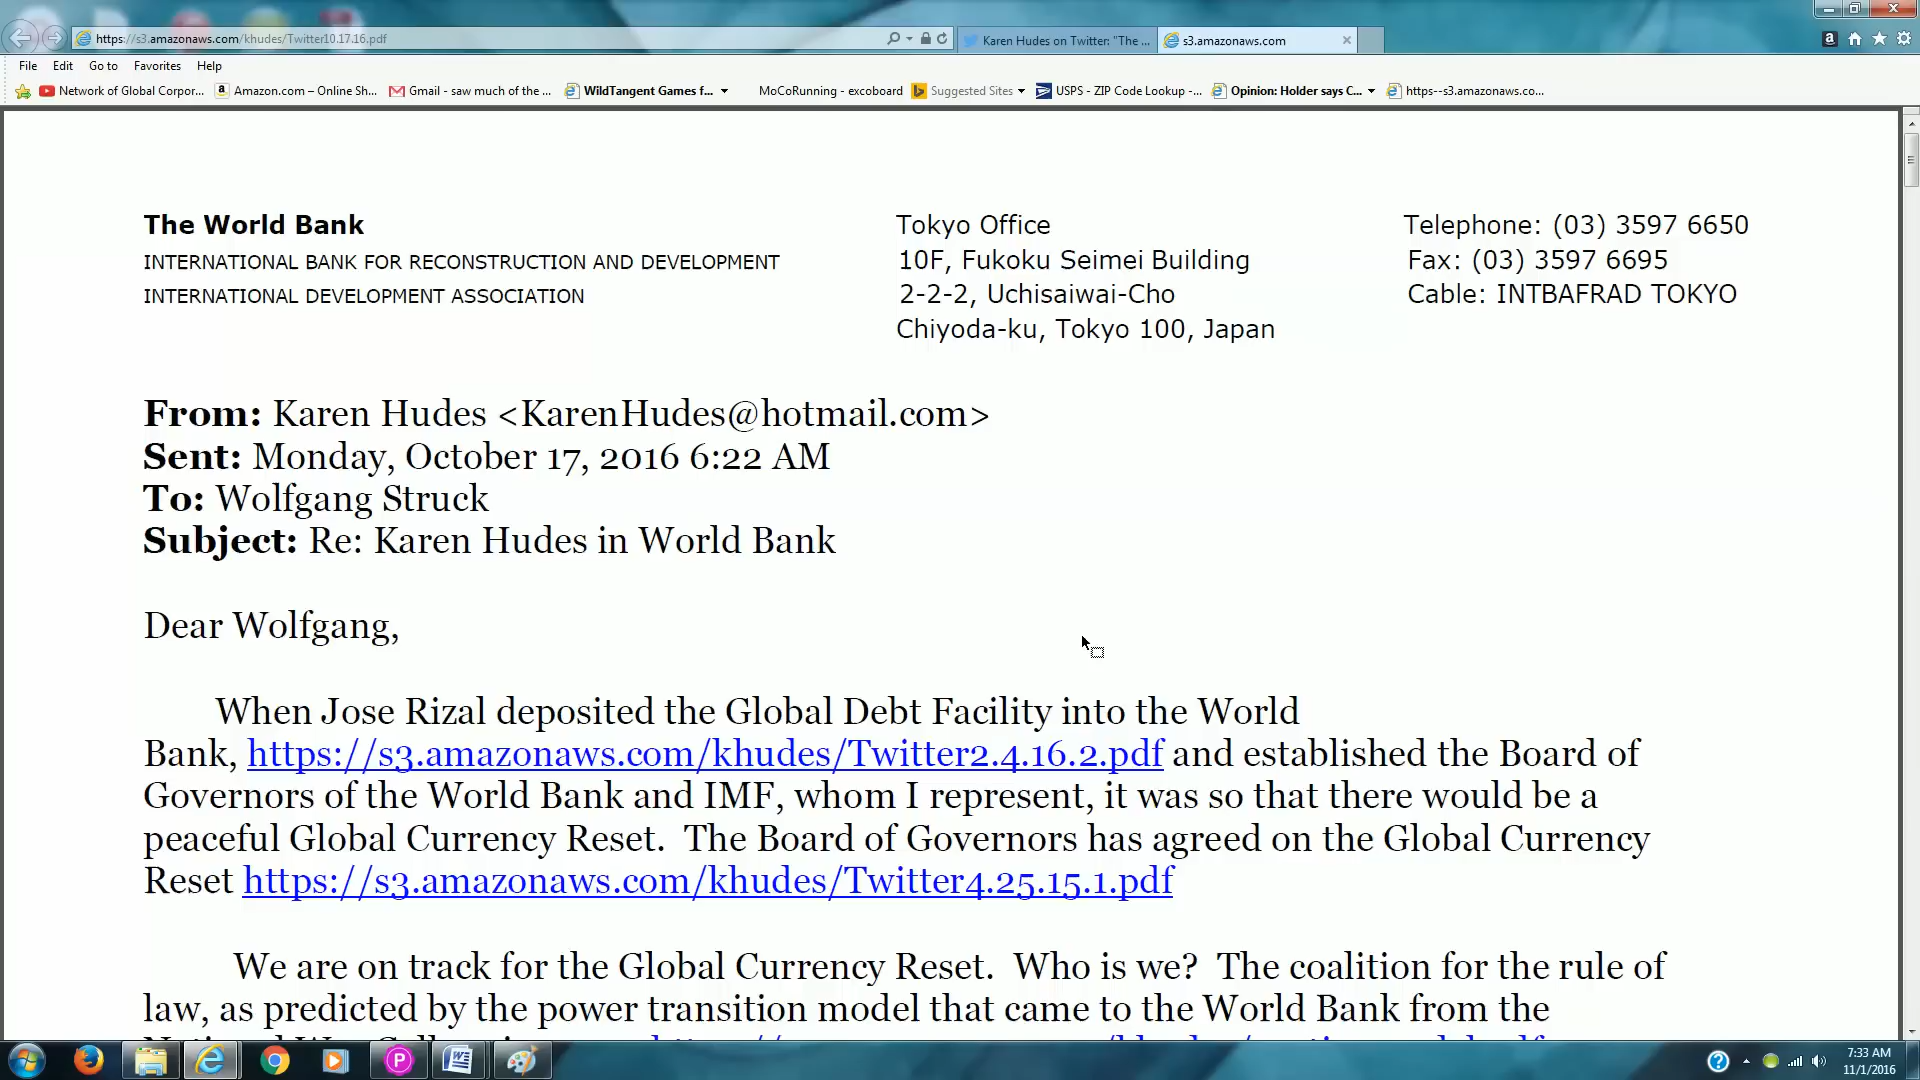 https://s3.amazonaws.com/khudes/Twitter10.17.16.pdf
Karen Hudes on Twitter: "The ...
s3.amazonaws.com
File Edit Go to Favorites Help
Network of Global Corpor...
Amazon.com – Online Sh...
Gmail - saw much of the ...
WildTangent Games f...
MoCoRunning - excoboard
Suggested Sites
USPS - ZIP Code Lookup -...
Opinion: Holder says C...
https--s3.amazonaws.co...
The World Bank
INTERNATIONAL BANK FOR RECONSTRUCTION AND DEVELOPMENT
INTERNATIONAL DEVELOPMENT ASSOCIATION
Tokyo Office
10F, Fukoku Seimei Building
2-2-2, Uchisaiwai-Cho
Chiyoda-ku, Tokyo 100, Japan
Telephone: (03) 3597 6650
Fax: (03) 3597 6695
Cable: INTBAFRAD TOKYO
From: Karen Hudes <KarenHudes@hotmail.com>
Sent: Monday, October 17, 2016 6:22 AM
To: Wolfgang Struck
Subject: Re: Karen Hudes in World Bank
Dear Wolfgang,
When Jose Rizal deposited the Global Debt Facility into the World
Bank, https://s3.amazonaws.com/khudes/Twitter2.4.16.2.pdf and established the Board of
Governors of the World Bank and IMF, whom I represent, it was so that there would be a
peaceful Global Currency Reset. The Board of Governors has agreed on the Global Currency
Reset https://s3.amazonaws.com/khudes/Twitter4.25.15.1.pdf
We are on track for the Global Currency Reset. Who is we? The coalition for the rule of
law, as predicted by the power transition model that came to the World Bank from the
7:33 AM
11/1/2016